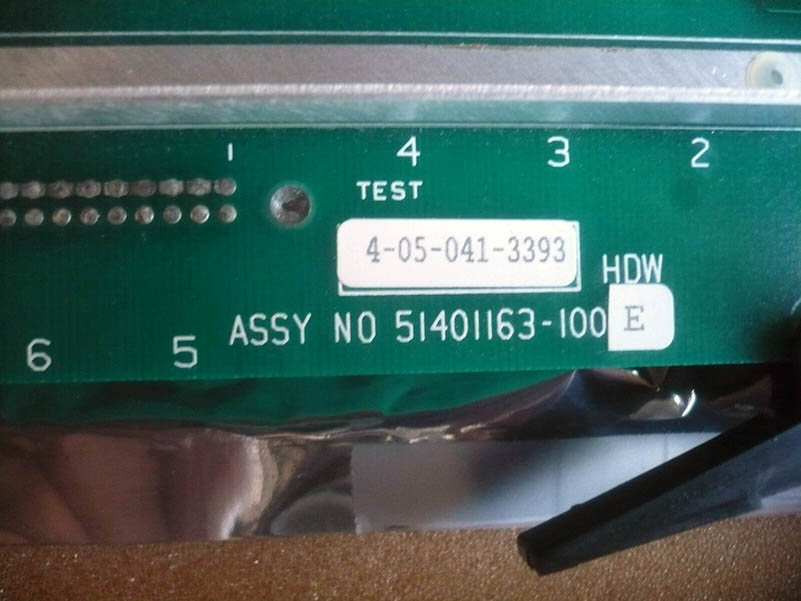 1 4 3 2
TEST
4-05-041-3393
HDW
ASSY NO 51401163-100 E
6 5